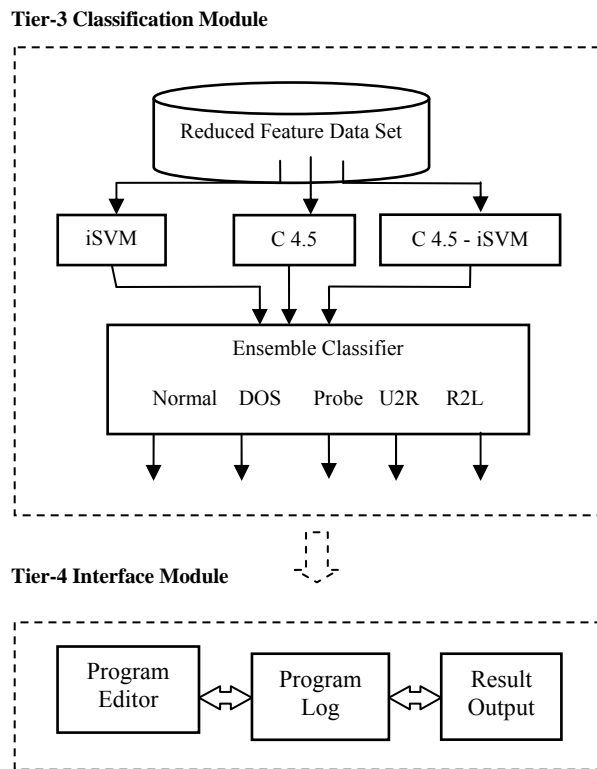 Tier-3 Classification Module
Reduced Feature Data Set
iSVM
C 4.5
C 4.5 - iSVM
Ensemble Classifier
Normal DOS Probe U2R R2L
Tier-4 Interface Module
Program
Editor
Program
Log
Result
Output